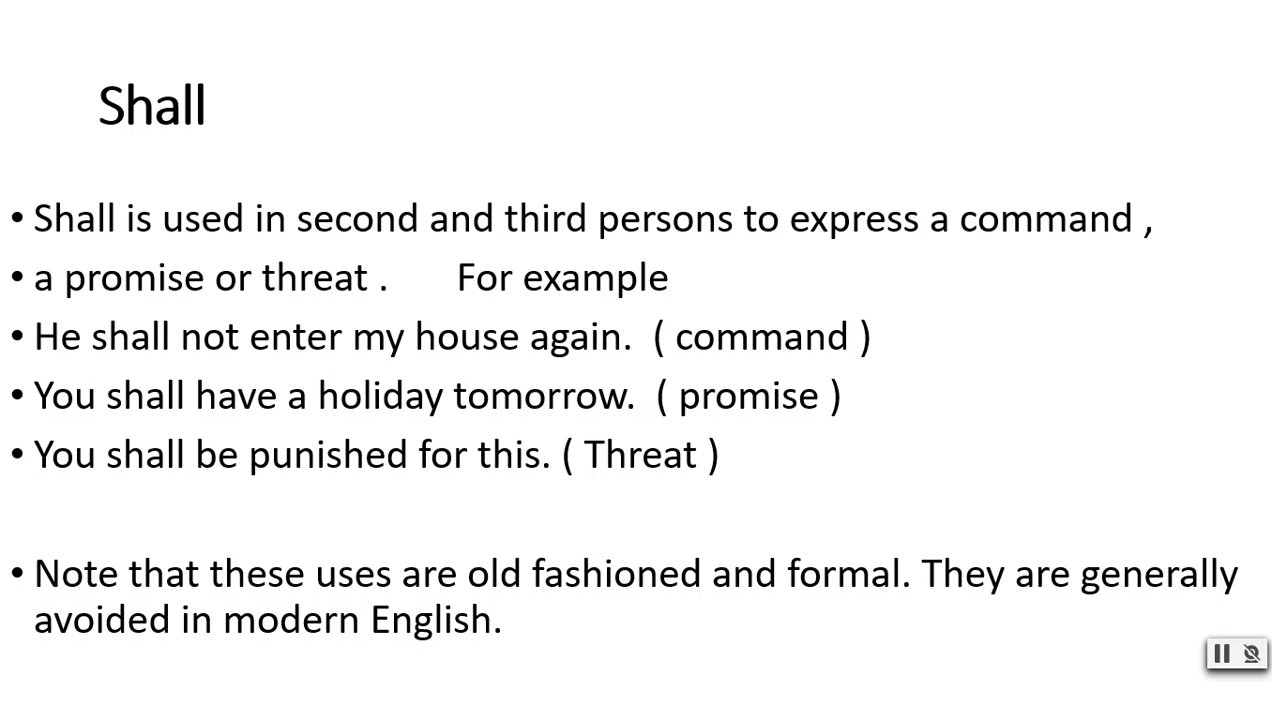 Shall
• Shall is used in second and third persons to express a command ,
• a promise or threat . For example
• He shall not enter my house again. ( command )
• You shall have a holiday tomorrow. ( promise )
• You shall be punished for this. ( Threat )
• Note that these uses are old fashioned and formal. They are generally
avoided in modern English.